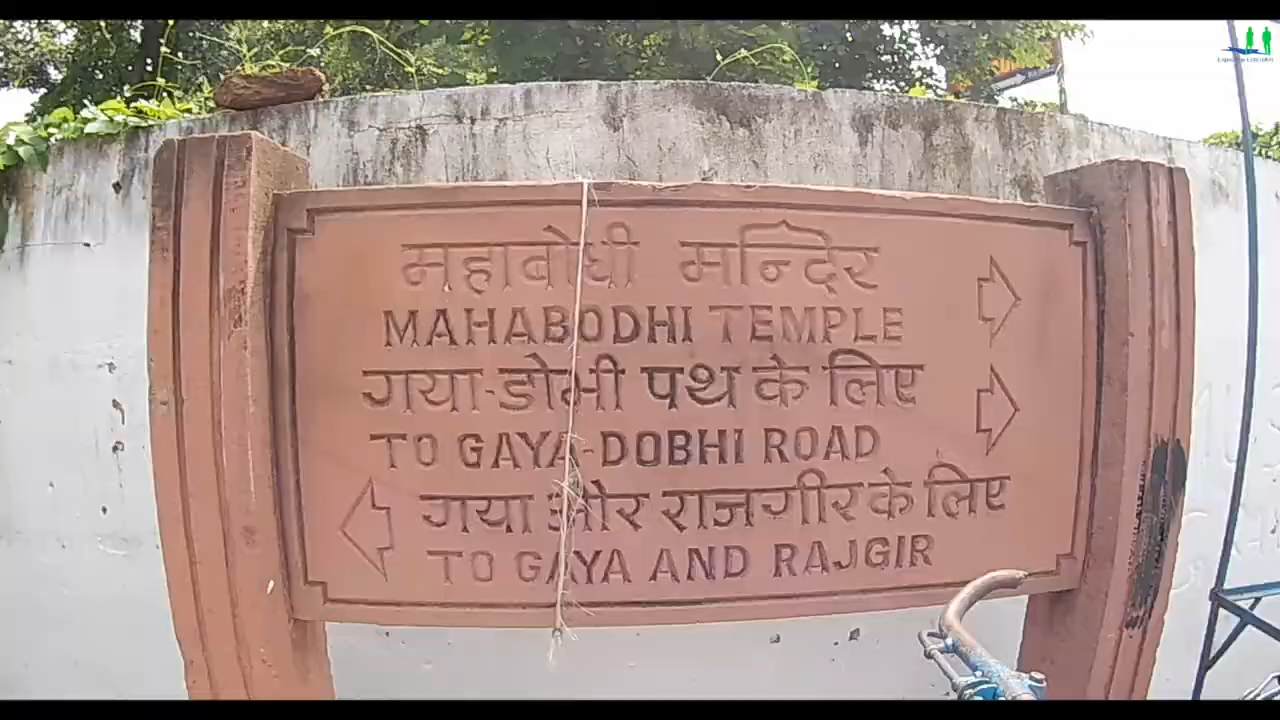 महाबोधी मन्दिर
MAHABODHI TEMPLE
गया-डोभी पथ के लिए
TO GAYA-DOBHI ROAD
गया और राजगीर के लिए
TO GAYA AND RAJGIR